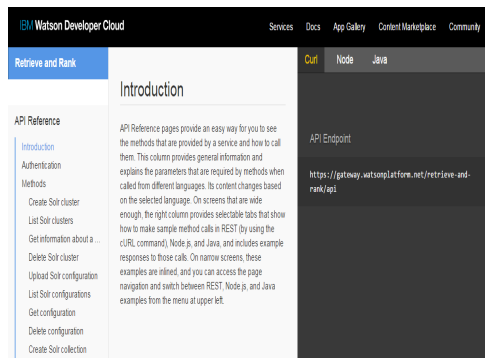 IBM Watson Developer Cloud
Services Docs App Gallery Content Marketplace Community
Retrieve and Rank
API Reference
Introduction
Authentication
Methods
Create Solr cluster
List Solr clusters
Get information about a ...
Delete Solr cluster
Upload Solr configuration
List Solr configurations
Get configuration
Delete configuration
Create Solr collection
Introduction
API Reference pages provide an easy way for you to see
the methods that are provided by a service and how to call
them. This column provides general information and
explains the parameters that are required by methods when
called from different languages. Its content changes based
on the selected language. On screens that are wide
enough, the right column provides selectable tabs that show
how to make sample method calls in REST (by using the
cURL command), Node.js, and Java, and includes example
responses to those calls. On narrow screens, these
examples are inlined, and you can access the page
navigation and switch between REST, Node.js, and Java
examples from the menu at upper left.
Curl Node Java
API Endpoint
https://gateway.watsonplatform.net/retrieve-and-
rank/api